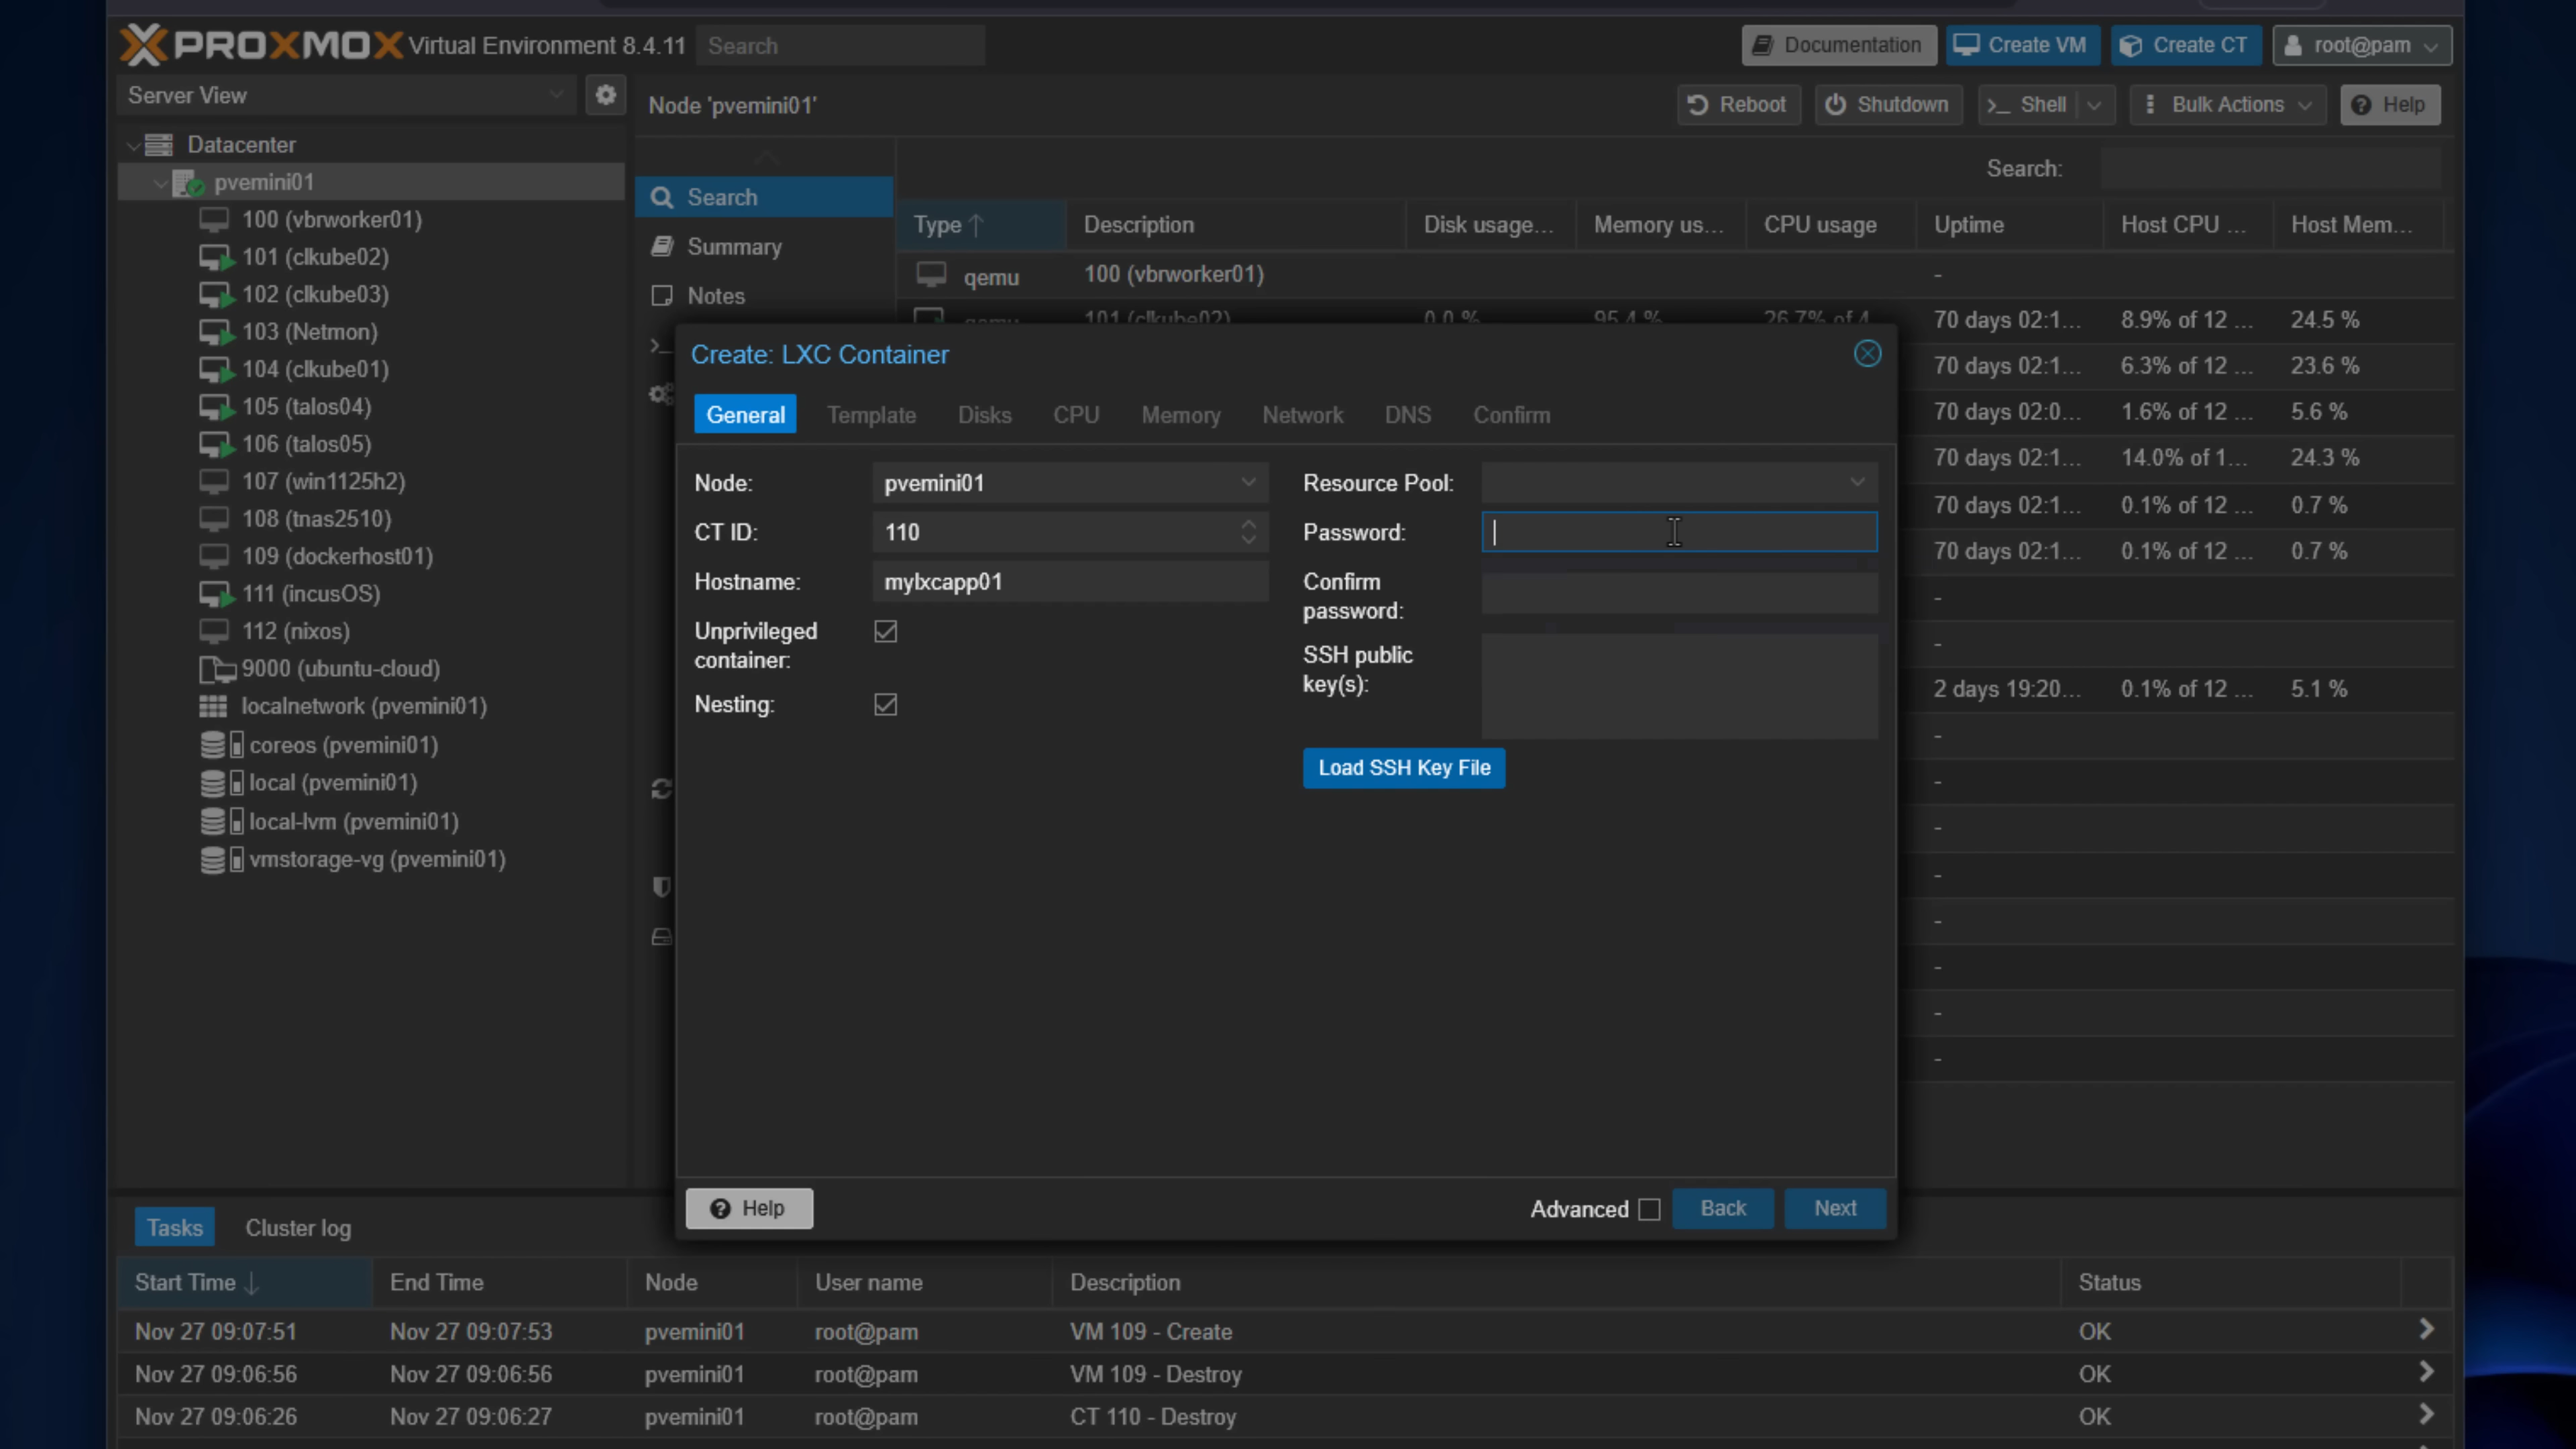 PROXMOX Virtual Environment 8.4.11 Search Documentation Create VM Create CT root@pam
Server View Node 'pvemini01' Reboot Shutdown Shell Bulk Actions Help
Datacenter
pvemini01
100 (vbrworker01)
101 (clkube02)
102 (clkube03)
103 (Netmon)
104 (clkube01)
105 (talos04)
106 (talos05)
107 (win1125h2)
108 (tnas2510)
109 (dockerhost01)
111 (incusOS)
112 (nixos)
9000 (ubuntu-cloud)
localnetwork (pvemini01)
coreos (pvemini01)
local (pvemini01)
local-lvm (pvemini01)
vmstorage-vg (pvemini01)
Search
Summary
Notes
Search:
Type Description Disk usage... Memory us... CPU usage Uptime Host CPU ... Host Mem...
qemu 100 (vbrworker01) -
qemu 101 (clkube02) 0.0 % 95.4 % 26.7% of 4 70 days 02:1... 8.9% of 12 ... 24.5 %
70 days 02:1... 6.3% of 12 ... 23.6 %
70 days 02:0... 1.6% of 12 ... 5.6 %
70 days 02:1... 14.0% of 1... 24.3 %
70 days 02:1... 0.1% of 12 ... 0.7 %
70 days 02:1... 0.1% of 12 ... 0.7 %
-
-
2 days 19:20... 0.1% of 12 ... 5.1 %
-
-
-
-
-
-
-
-
Create: LXC Container
General Template Disks CPU Memory Network DNS Confirm
Node: pvemini01
CT ID: 110
Hostname: mylxcapp01
Unprivileged
container:
Nesting:
Resource Pool:
Password:
Confirm
password:
SSH public
key(s):
Load SSH Key File
Help Advanced Back Next
Tasks Cluster log
Start Time End Time Node User name Description Status
Nov 27 09:07:51 Nov 27 09:07:53 pvemini01 root@pam VM 109 - Create OK
Nov 27 09:06:56 Nov 27 09:06:56 pvemini01 root@pam VM 109 - Destroy OK
Nov 27 09:06:26 Nov 27 09:06:27 pvemini01 root@pam CT 110 - Destroy OK